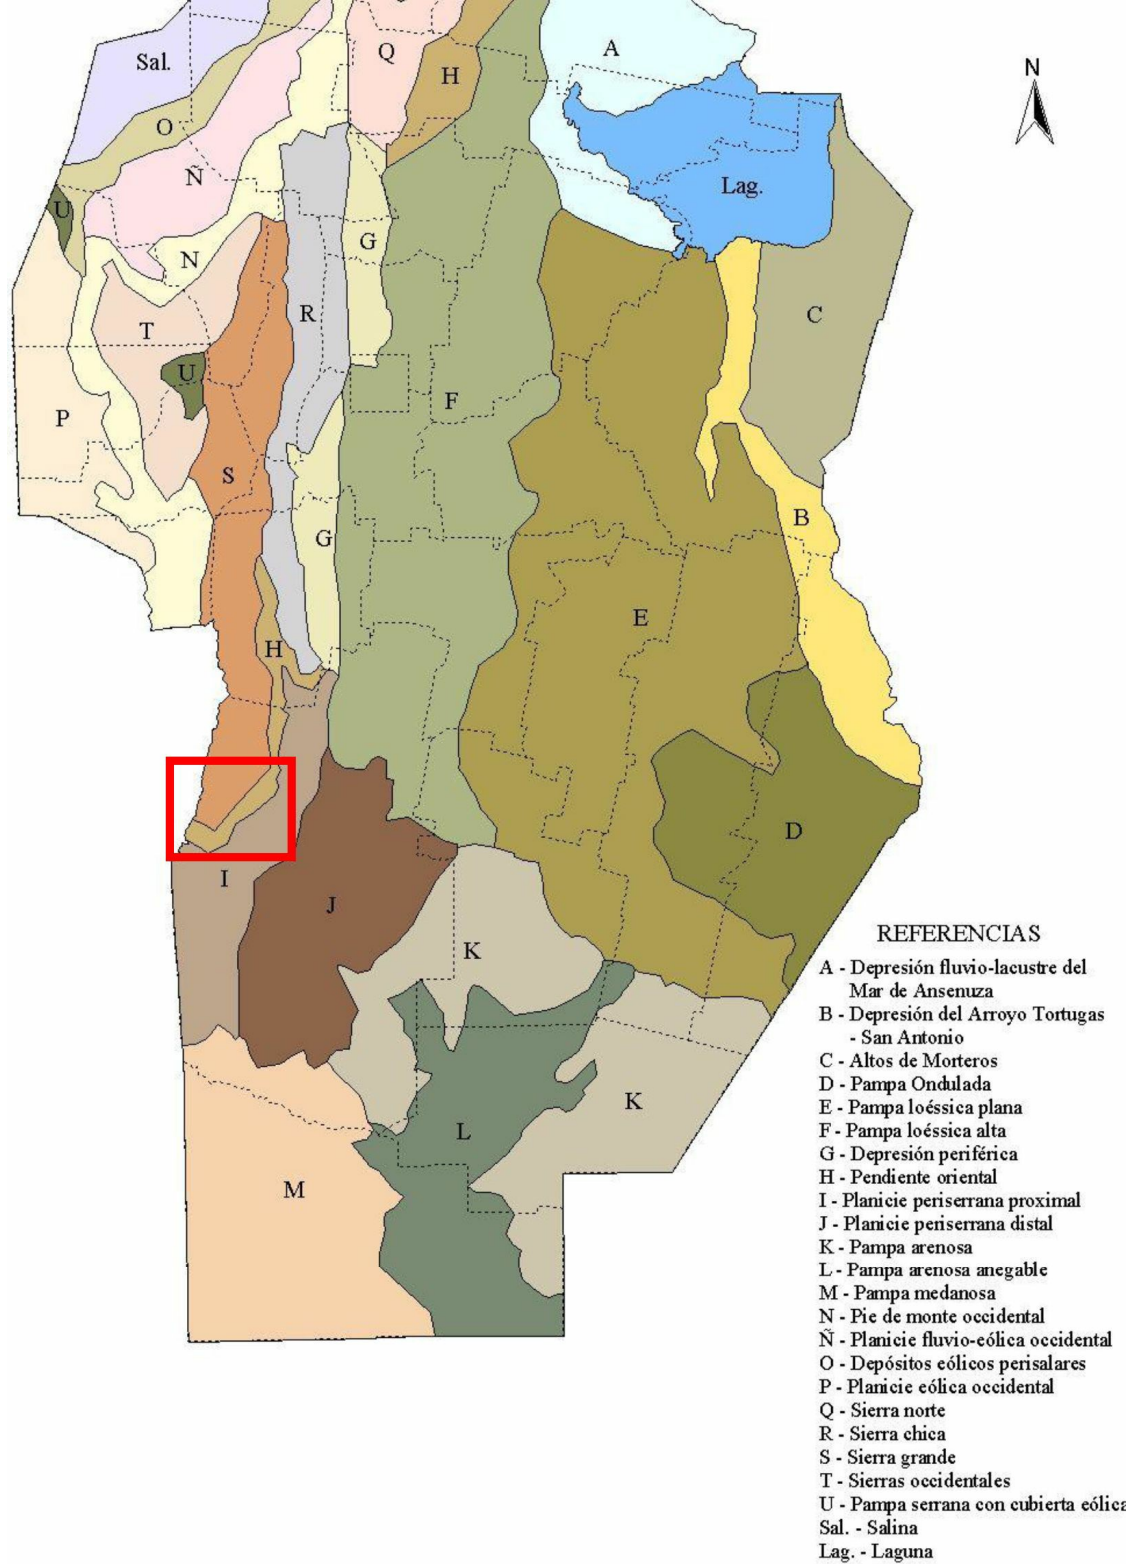 A
Q
N
Sal.
H
O
Ñ
Lag.
U
G
N
R
C
T
U
F
P
S
B
G
E
H
D
I
J
K
K
L
M
REFERENCIAS
A - Depresión fluvio-lacustre del
Mar de Ansenuza
B - Depresión del Arroyo Tortugas
- San Antonio
C - Altos de Morteros
D - Pampa Ondulada
E - Pampa loéssica plana
F - Pampa loéssica alta
G - Depresión periférica
H - Pendiente oriental
I - Planicie periserrana proximal
J - Planicie periserrana distal
K - Pampa arenosa
L - Pampa arenosa anegable
M - Pampa medanosa
N - Pie de monte occidental
Ñ - Planicie fluvio-eólica occidental
O - Depósitos eólicos perisalares
P - Planicie eólica occidental
Q - Sierra norte
R - Sierra chica
S - Sierra grande
T - Sierras occidentales
U - Pampa serrana con cubierta eólica
Sal. - Salina
Lag. - Laguna